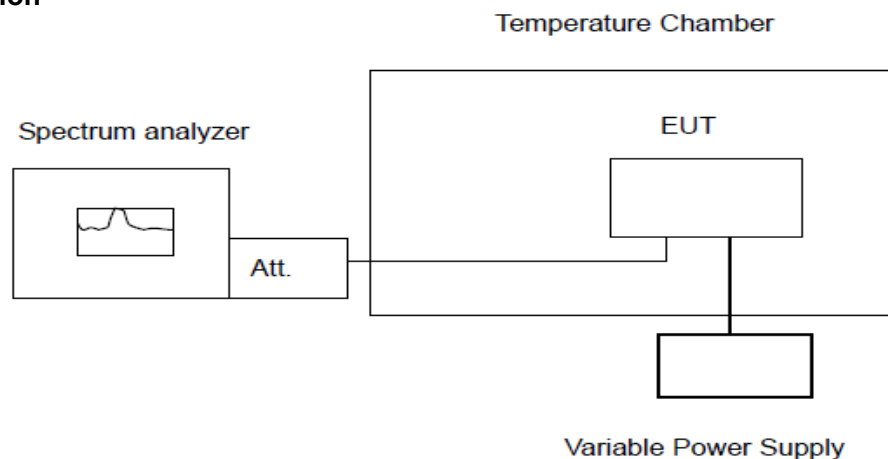 Temperature Chamber
Spectrum analyzer
EUT
Att.
Variable Power Supply